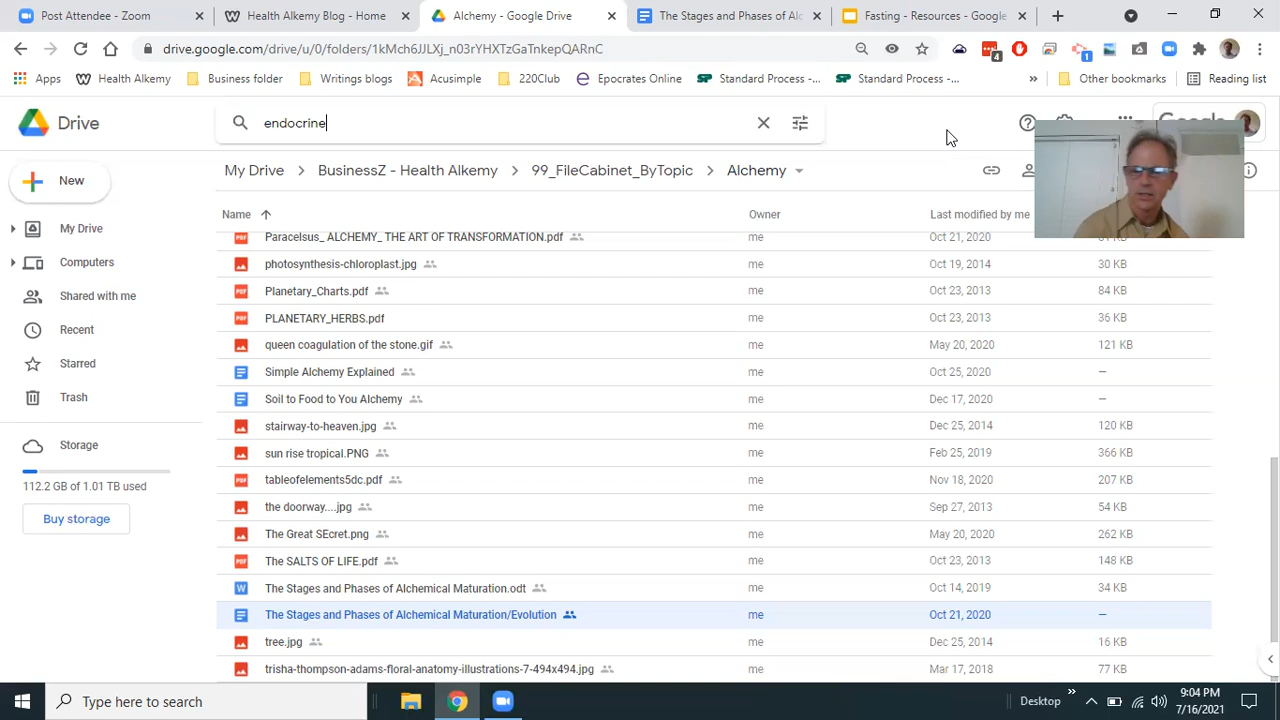 Post Attendee - Zoom
Health Alkemy Blog - Home
Alchemy - Google Drive
The Stages and Phases of Alc
Fasting - Resources - Google
drive.google.com/drive/u/0/folders/1kMch6JJLXj_n03rYHXTzGaTnkepQARnC
4
1
Apps
Health Alkemy
Business folder
Writings blogs
Acusimple
220Club
Epocrates Online
Standard Process -...
Standard Process -...
Other bookmarks
Reading list
Drive
endocrine
New
My Drive
BusinessZ - Health Alkemy
99_FileCabinet_ByTopic
Alchemy
My Drive
Computers
Shared with me
Recent
Starred
Trash
Storage
112.2 GB of 1.01 TB used
Buy storage
Name
Owner
Last modified by me
Paracelsus_ ALCHEMY_ THE ART OF TRANSFORMATION.pdf me Oct 21, 2020 KB
photosynthesis-chloroplast.jpg me Oct 19, 2014 30 KB
Planetary_Charts.pdf me Oct 23, 2013 84 KB
PLANETARY_HERBS.pdf me Oct 23, 2013 36 KB
queen coagulation of the stone.gif me May 20, 2020 121 KB
Simple Alchemy Explained me Oct 25, 2020 —
Soil to Food to You Alchemy me Dec 17, 2020 —
stairway-to-heaven.jpg me Dec 25, 2014 120 KB
sun rise tropical.PNG me Feb 25, 2019 366 KB
tableofelements5dc.pdf me Nov 18, 2020 207 KB
the doorway....jpg me Sep 27, 2013 54 KB
The Great SEcret.png me May 20, 2020 262 KB
The SALTS OF LIFE.pdf me Oct 23, 2013 148 KB
The Stages and Phases of Alchemical Maturation.odt me Oct 14, 2019 34 KB
The Stages and Phases of Alchemical Maturation/Evolution me Oct 21, 2020 —
tree.jpg me Dec 25, 2014 16 KB
trisha-thompson-adams-floral-anatomy-illustrations-7-494x494.jpg me Mar 17, 2018 77 KB
Type here to search
Desktop
9:04 PM
7/16/2021